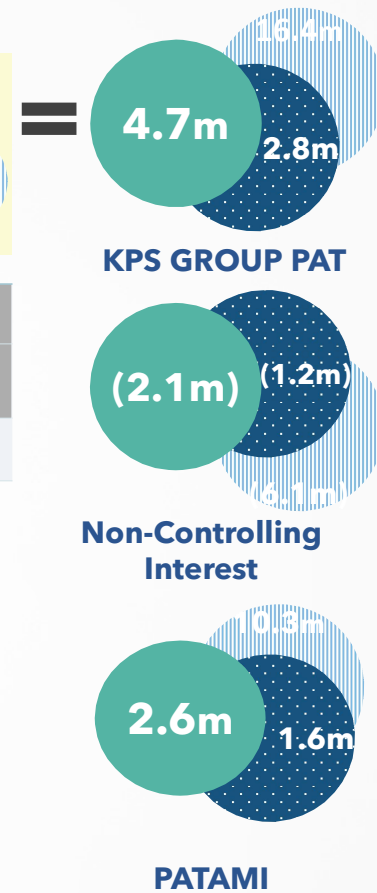 =
16.4m
4.7m
2.8m
KPS GROUP PAT
(2.1m)
(1.2m)
(6.1m)
Non-Controlling
Interest
10.3m
2.6m
1.6m
PATAMI